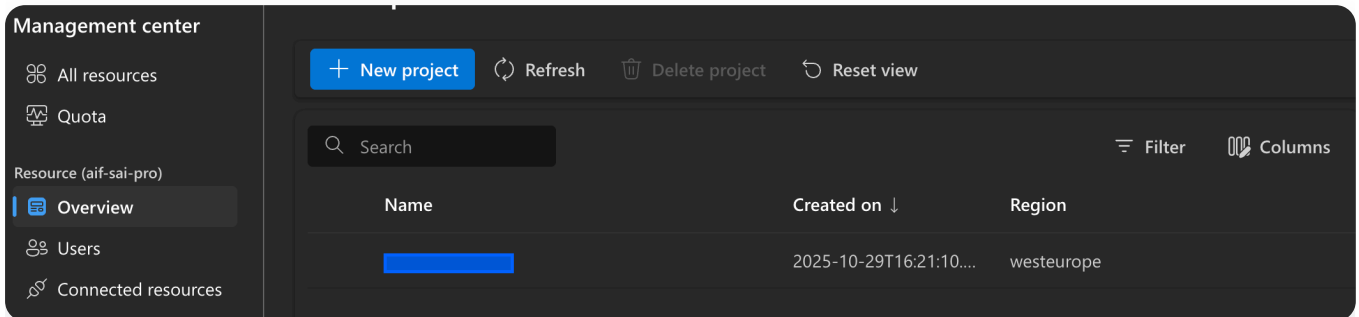 Management center
All resources
Quota
Resource (aif-sai-pro)
Overview
Users
Connected resources
New project Refresh Delete project Reset view
Search Filter Columns
Name Created on ↓ Region
2025-10-29T16:21:10.... westeurope